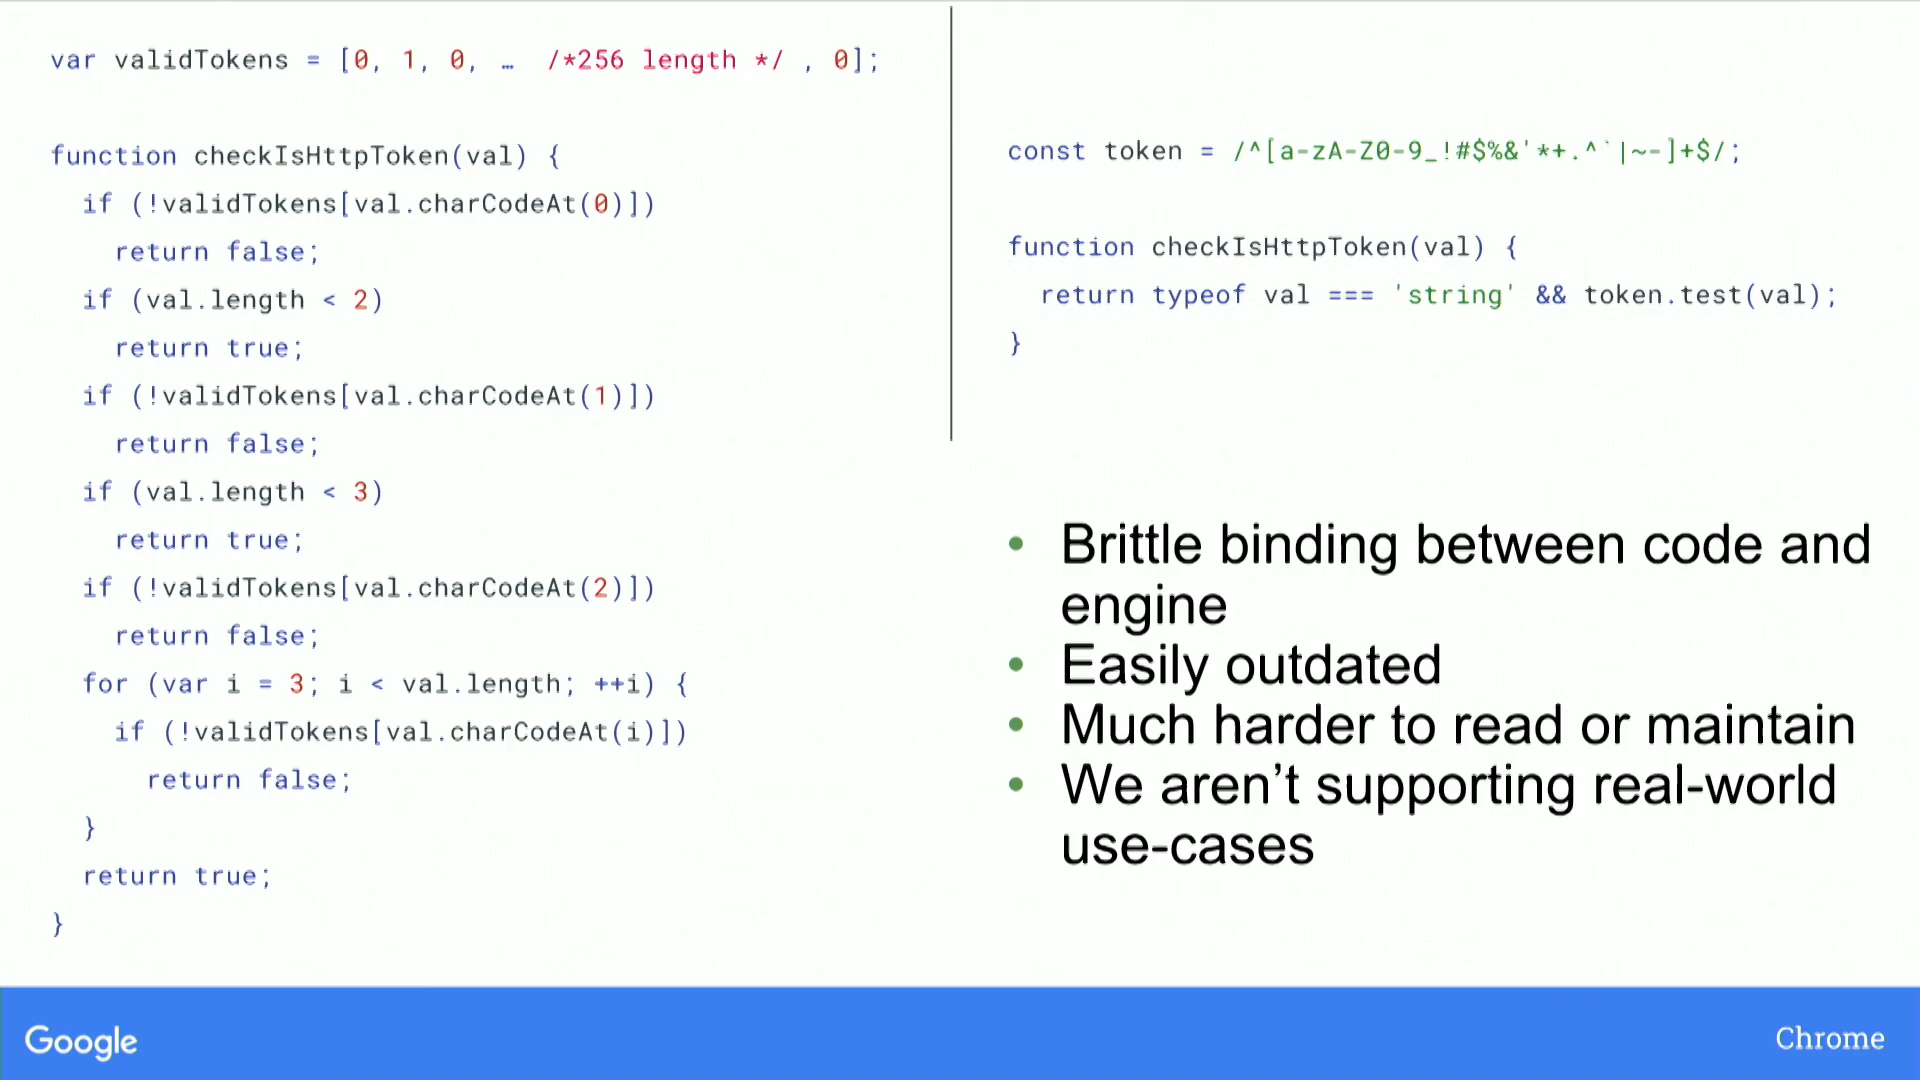 var validTokens = [0, 1, 0, … /*256 length */ , 0];
function checkIsHttpToken(val) {
if (!validTokens[val.charCodeAt(0)])
return false;
if (val.length < 2)
return true;
if (!validTokens[val.charCodeAt(1)])
return false;
if (val.length < 3)
return true;
if (!validTokens[val.charCodeAt(2)])
return false;
for (var i = 3; i < val.length; ++i) {
if (!validTokens[val.charCodeAt(i)])
return false;
}
return true;
}
const token = /^[a-zA-Z0-9_!#$%&'*+.^`|~-]+$/;
function checkIsHttpToken(val) {
return typeof val === 'string' && token.test(val);
}
• Brittle binding between code and
engine
• Easily outdated
• Much harder to read or maintain
• We aren’t supporting real-world
use-cases
Google
Chrome